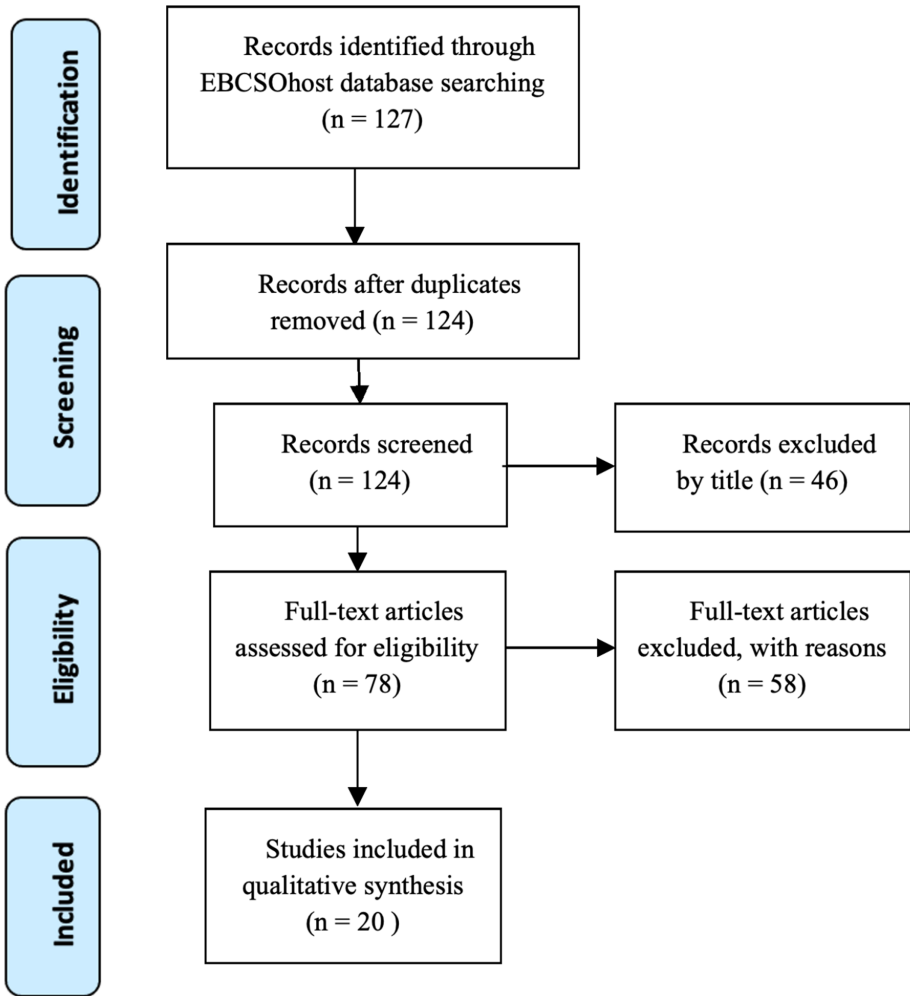 Identification
Records identified through
EBCSOhost database searching
(n = 127)
Records after duplicates
removed (n = 124)
Screening
Records screened
(n = 124)
Records excluded
by title (n = 46)
Eligibility
Full-text articles
assessed for eligibility
(n = 78)
Full-text articles
excluded, with reasons
(n = 58)
Included
Studies included in
qualitative synthesis
(n = 20 )